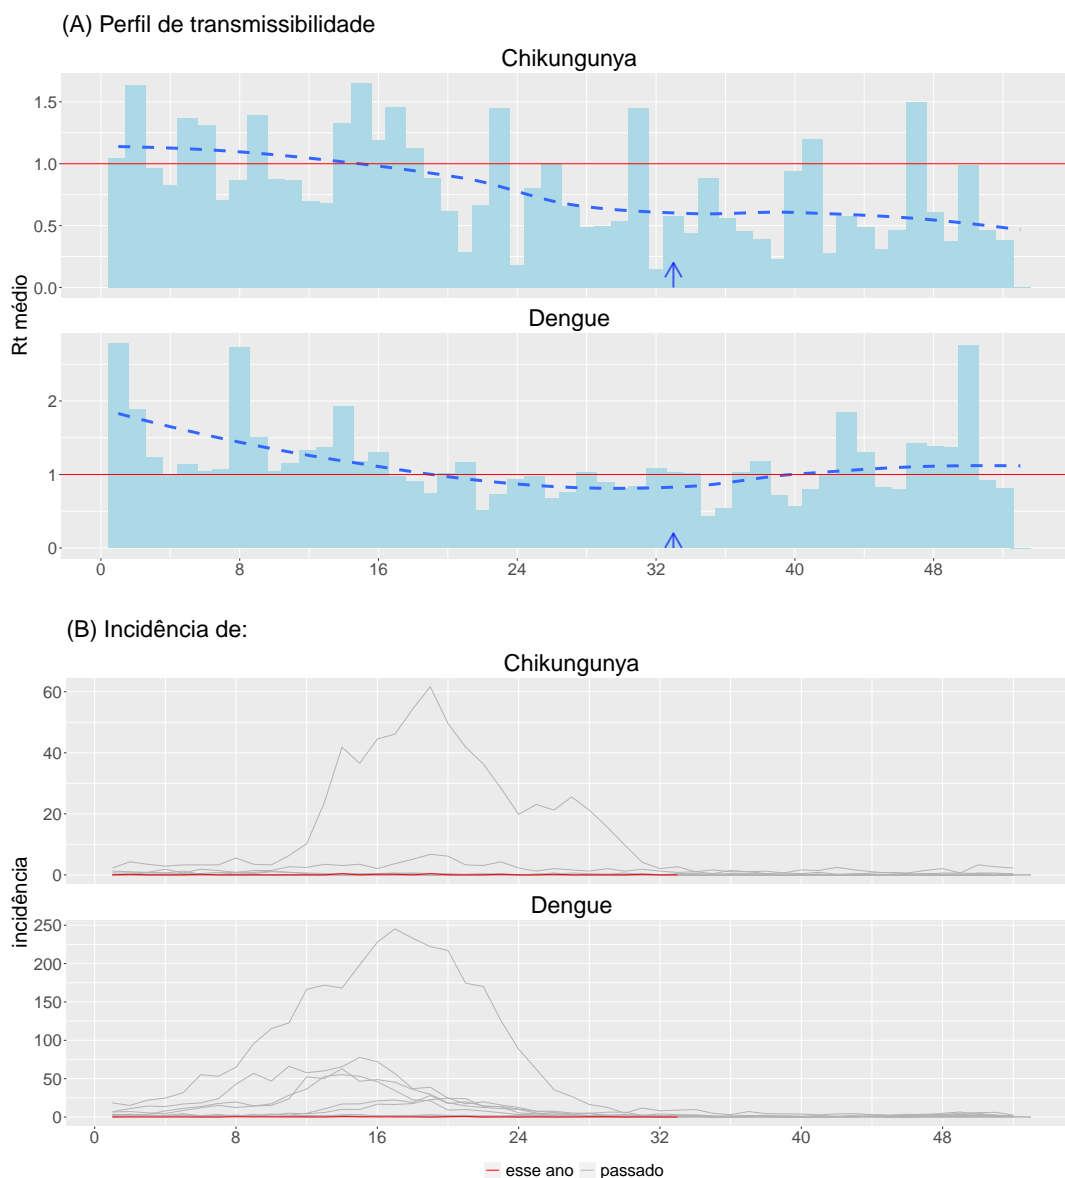 (A) Perfil de transmissibilidade
Chikungunya
1.5
1.0
0.5
0.0
Rt médio
Dengue
2
1
0
0 8 16 24 32 40 48
(B) Incidência de:
Chikungunya
60
40
20
0
incidência
Dengue
250
200
150
100
50
0
0 8 16 24 32 40 48
esse ano passado